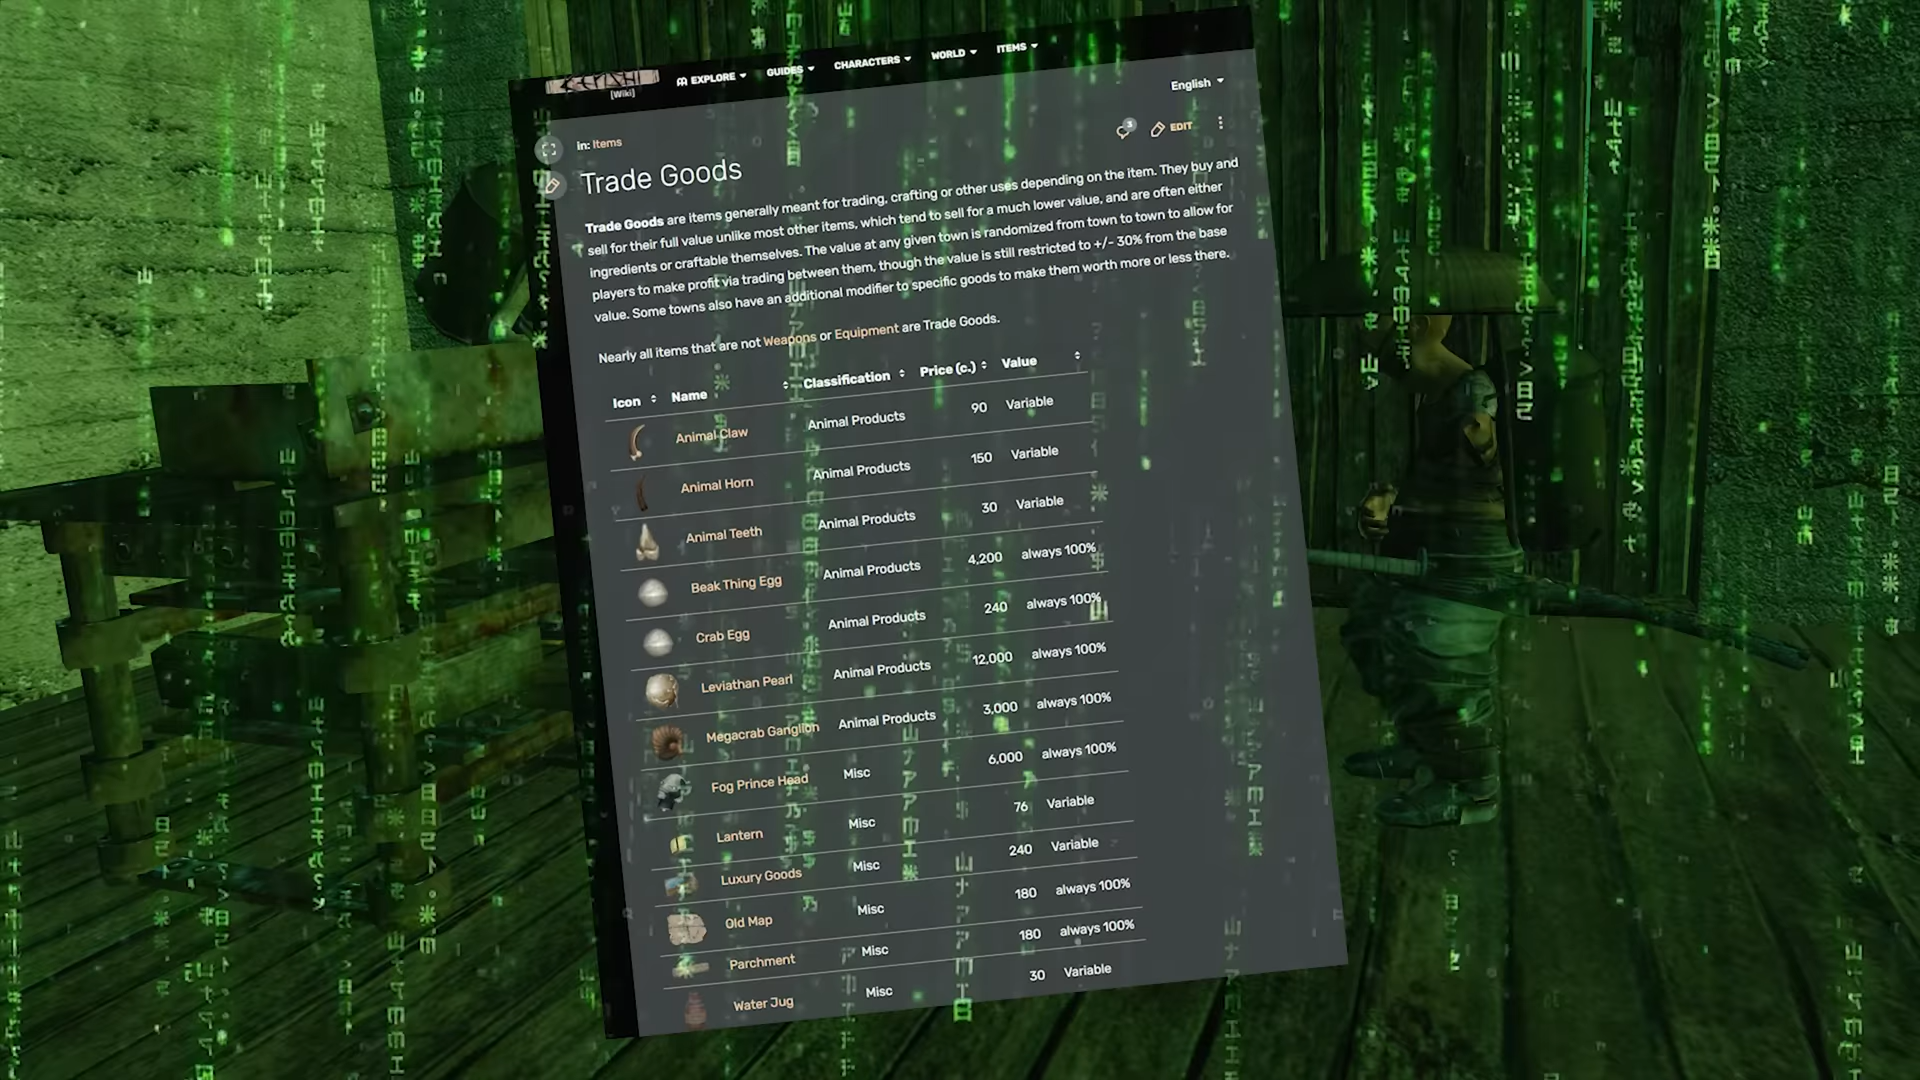 [Wiki]
EXPLORE GUIDES CHARACTERS WORLD ITEMS
English
in: Items
3 EDIT
Trade Goods
Trade Goods are items generally meant for trading, crafting or other uses depending on the item. They buy and
sell for their full value unlike most other items, which tend to sell for a much lower value, and are often either
ingredients or craftable themselves. The value at any given town is randomized from town to town to allow for
players to make profit via trading between them, though the value is still restricted to +/- 30% from the base
value. Some towns also have an additional modifier to specific goods to make them worth more or less there.
Nearly all items that are not Weapons or Equipment are Trade Goods.
Icon Name Classification Price (c.) Value
Animal Claw Animal Products 90 Variable
Animal Horn Animal Products 150 Variable
Animal Teeth Animal Products 30 Variable
Beak Thing Egg Animal Products 4,200 always 100%
Crab Egg Animal Products 240 always 100%
Leviathan Pearl Animal Products 12,000 always 100%
Megacrab Ganglion Animal Products 3,000 always 100%
Fog Prince Head Misc 6,000 always 100%
Lantern Misc 76 Variable
Luxury Goods Misc 240 Variable
Old Map Misc 180 always 100%
Parchment Misc 180 always 100%
Water Jug Misc 30 Variable